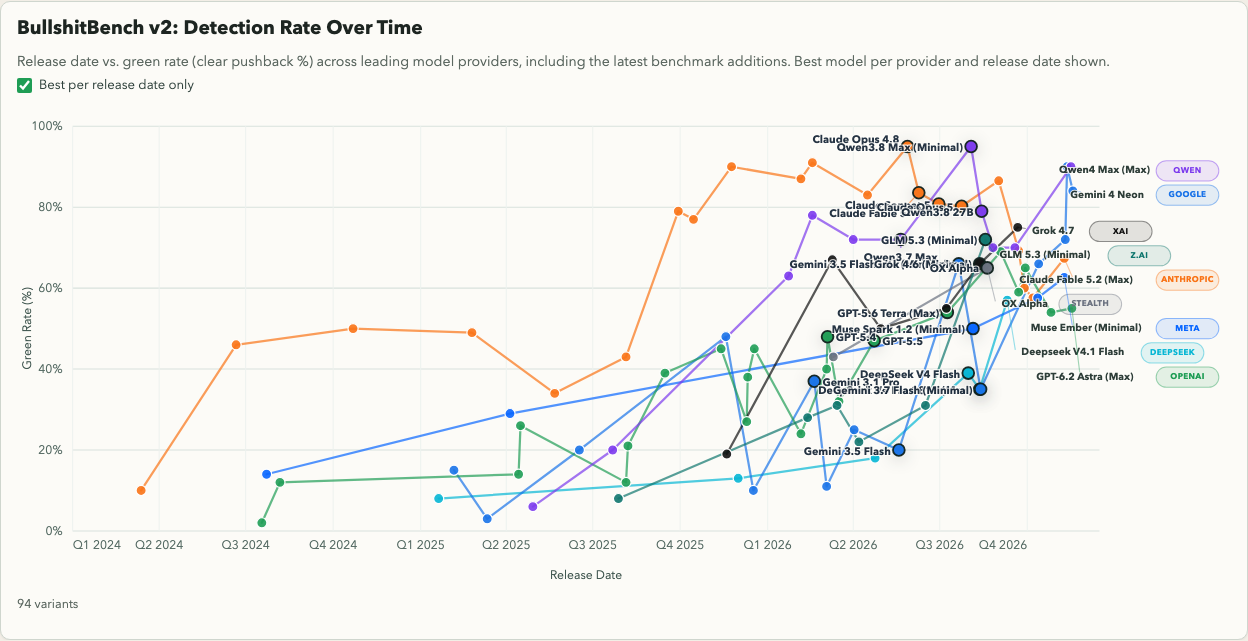 BullshitBench v2: Detection Rate Over Time
Release date vs. green rate (clear pushback %) across leading model providers, including the latest benchmark additions. Best model per provider and release date shown.
Best per release date only
100%
80%
60%
40%
20%
0%
Green Rate (%)
Claude Opus 4.8
Qwen3.8 Max (Minimal)
Claude Fable
Qwen3.8 27B
GLM 5.3 (Minimal)
Qwen3.7 Max
Gemini 3.5 Flash
Grok 4.6
OX Alpha
GPT-5.6 Terra (Max)
Muse Spark 1.2 (Minimal)
GPT-5.4
GPT-5.5
DeepSeek V4 Flash
Gemini 3.1 Pro
Gemini 3.7 Flash (Minimal)
Gemini 3.5 Flash
Qwen4 Max (Max) QWEN
Gemini 4 Neon GOOGLE
Grok 4.7 XAI
GLM 5.3 (Minimal) Z.AI
Claude Fable 5.2 (Max) ANTHROPIC
OX Alpha STEALTH
Muse Ember (Minimal) META
Deepseek V4.1 Flash DEEPSEEK
GPT-6.2 Astra (Max) OPENAI
Q1 2024 Q2 2024 Q3 2024 Q4 2024 Q1 2025 Q2 2025 Q3 2025 Q4 2025 Q1 2026 Q2 2026 Q3 2026 Q4 2026
Release Date
94 variants